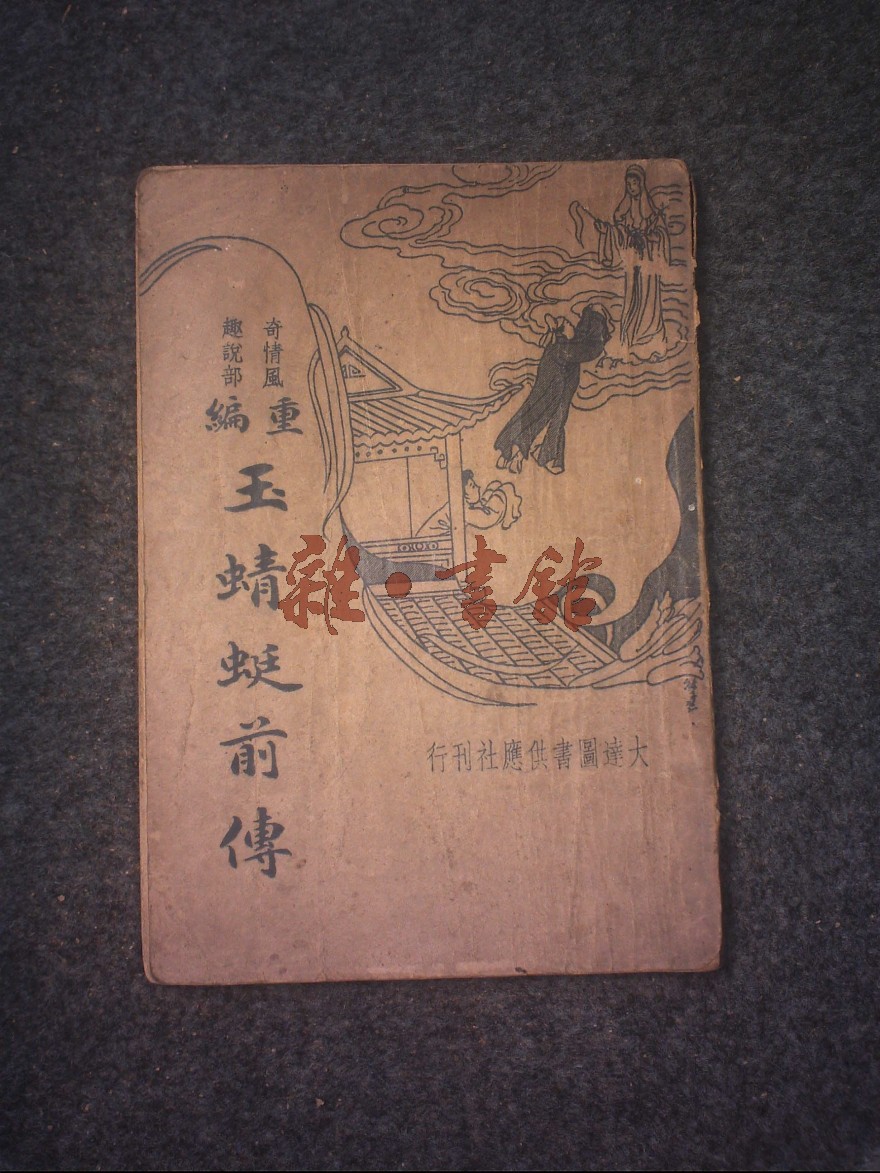 奇情風
趣說部
重編
玉蜻蜓前傳
大達圖書供應社刊行
雜·書館